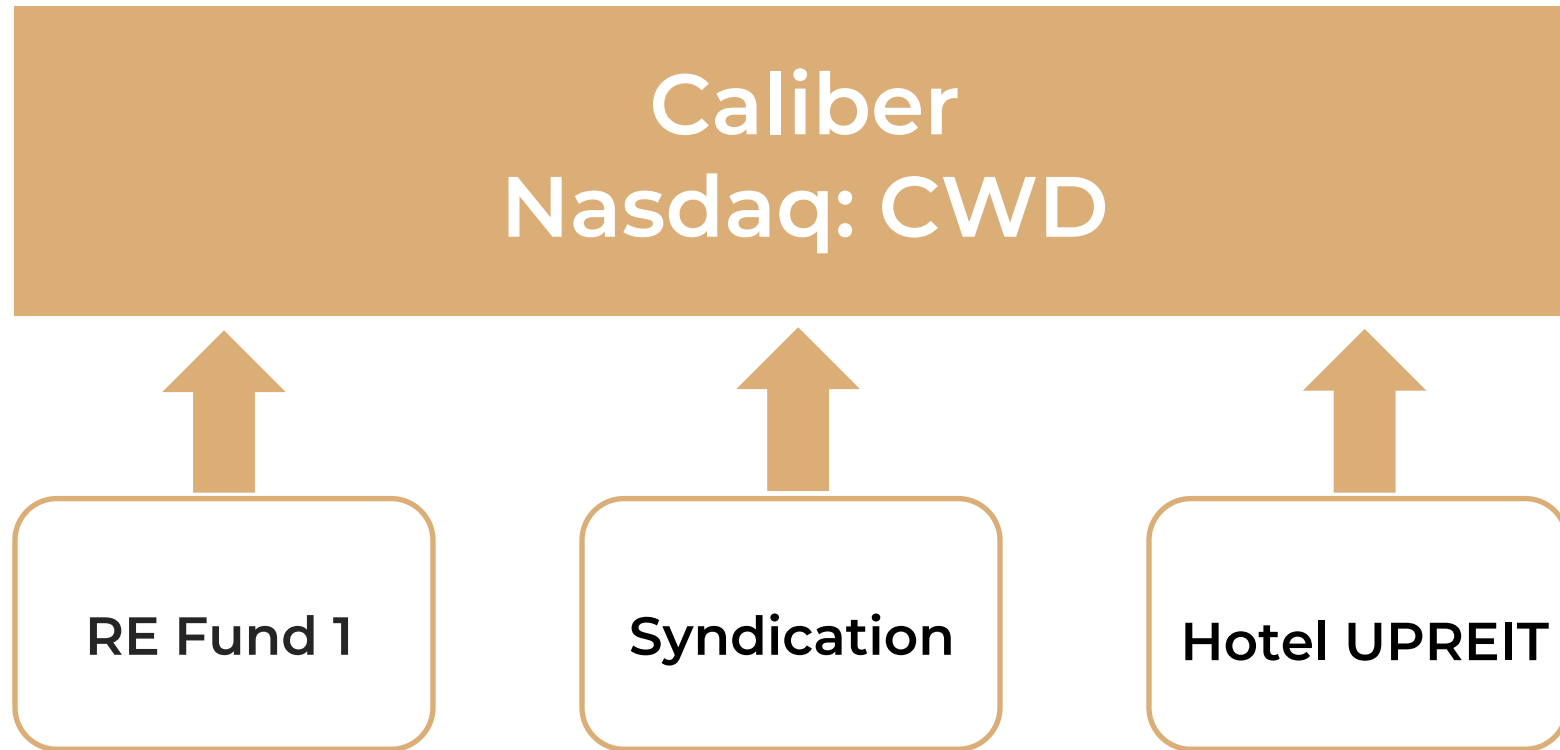 Caliber
Nasdaq: CWD
RE Fund 1
Syndication
Hotel UPREIT